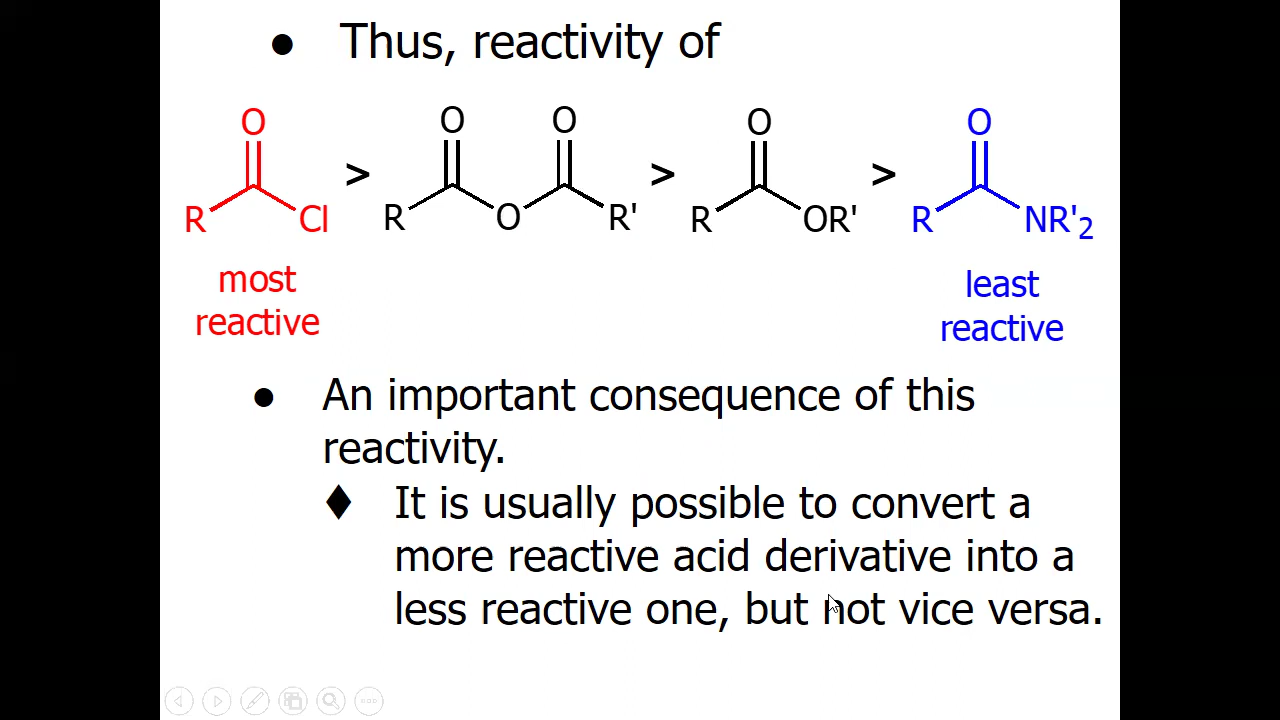 ● Thus, reactivity of
O O O O O
R Cl > R O R' > R OR' > R NR'2
most reactive
least reactive
● An important consequence of this
reactivity.
♦ It is usually possible to convert a
more reactive acid derivative into a
less reactive one, but not vice versa.